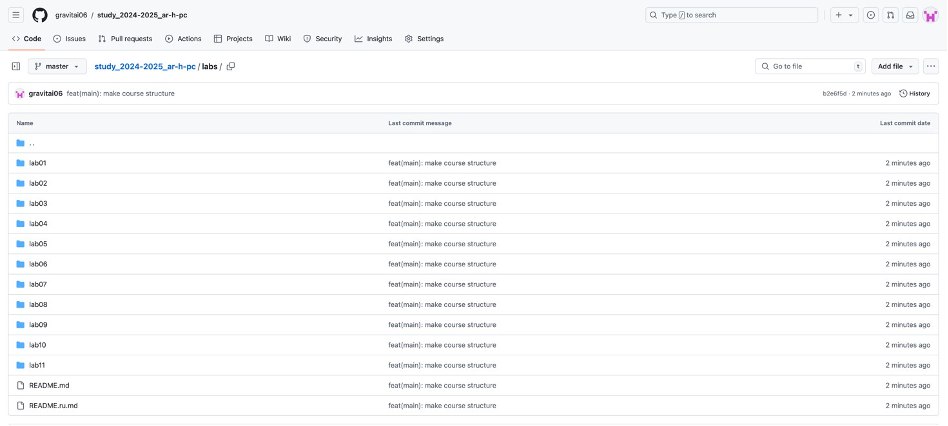 gravitai06 / study_2024-2025_ar-h-pc Type / to search
Code Issues Pull requests Actions Projects Wiki Security Insights Settings
master study_2024-2025_ar-h-pc / labs / Go to file t Add file
gravitai06 feat(main): make course structure b2e6f5d · 2 minutes ago History
Name Last commit message Last commit date
..
lab01 feat(main): make course structure 2 minutes ago
lab02 feat(main): make course structure 2 minutes ago
lab03 feat(main): make course structure 2 minutes ago
lab04 feat(main): make course structure 2 minutes ago
lab05 feat(main): make course structure 2 minutes ago
lab06 feat(main): make course structure 2 minutes ago
lab07 feat(main): make course structure 2 minutes ago
lab08 feat(main): make course structure 2 minutes ago
lab09 feat(main): make course structure 2 minutes ago
lab10 feat(main): make course structure 2 minutes ago
lab11 feat(main): make course structure 2 minutes ago
README.md feat(main): make course structure 2 minutes ago
README.ru.md feat(main): make course structure 2 minutes ago